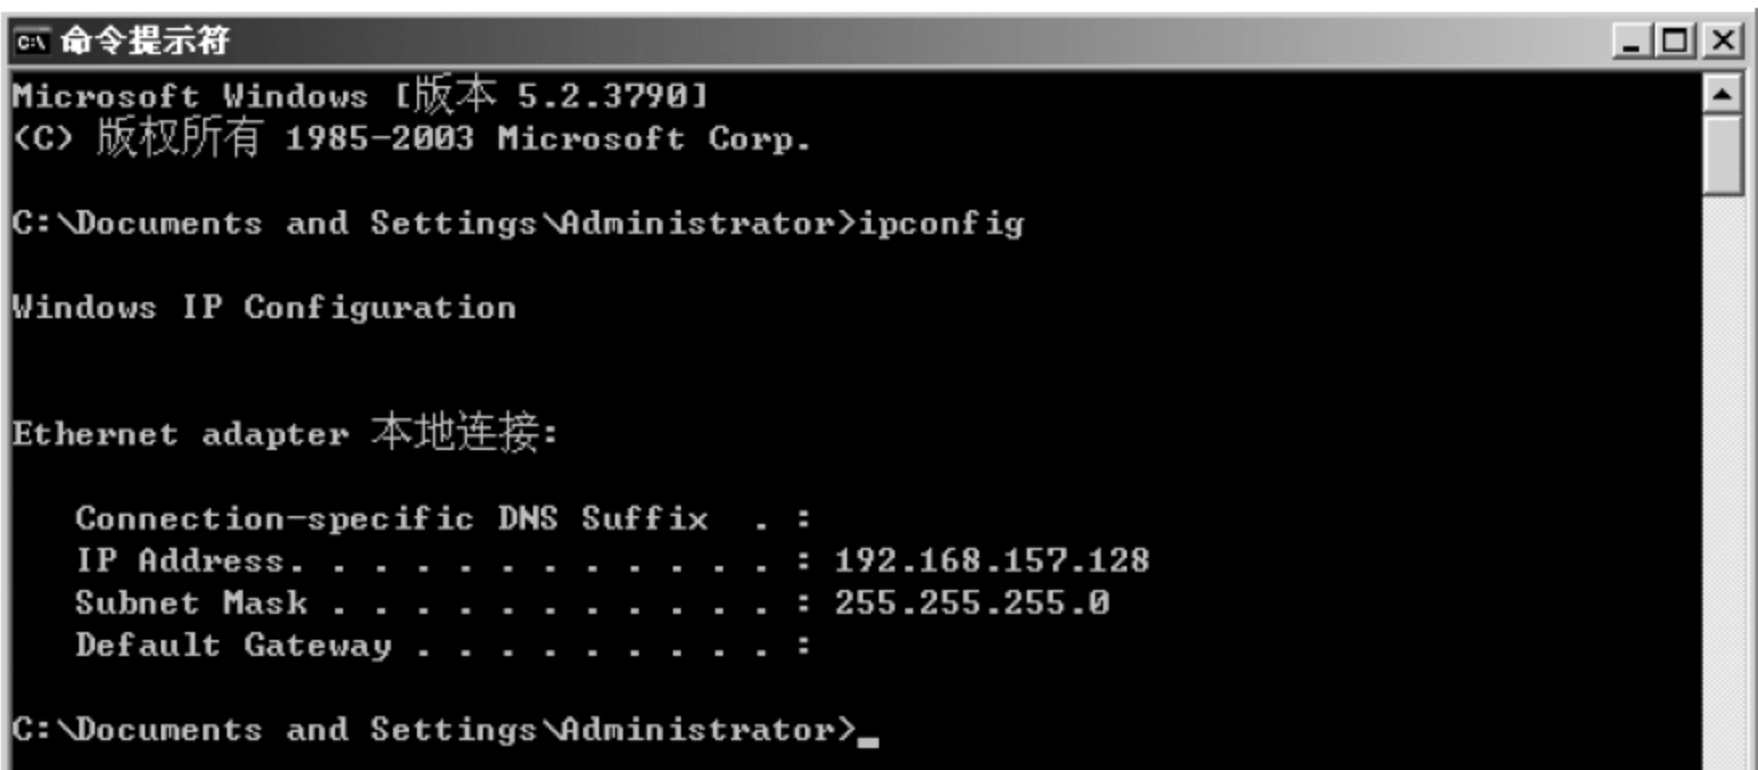 命令提示符
Microsoft Windows [版本 5.2.3790]
(C) 版权所有 1985-2003 Microsoft Corp.
C:\Documents and Settings\Administrator>ipconfig
Windows IP Configuration
Ethernet adapter 本地连接:
Connection-specific DNS Suffix  . :
IP Address. . . . . . . . . . . . : 192.168.157.128
Subnet Mask . . . . . . . . . . . : 255.255.255.0
Default Gateway . . . . . . . . . :
C:\Documents and Settings\Administrator>_